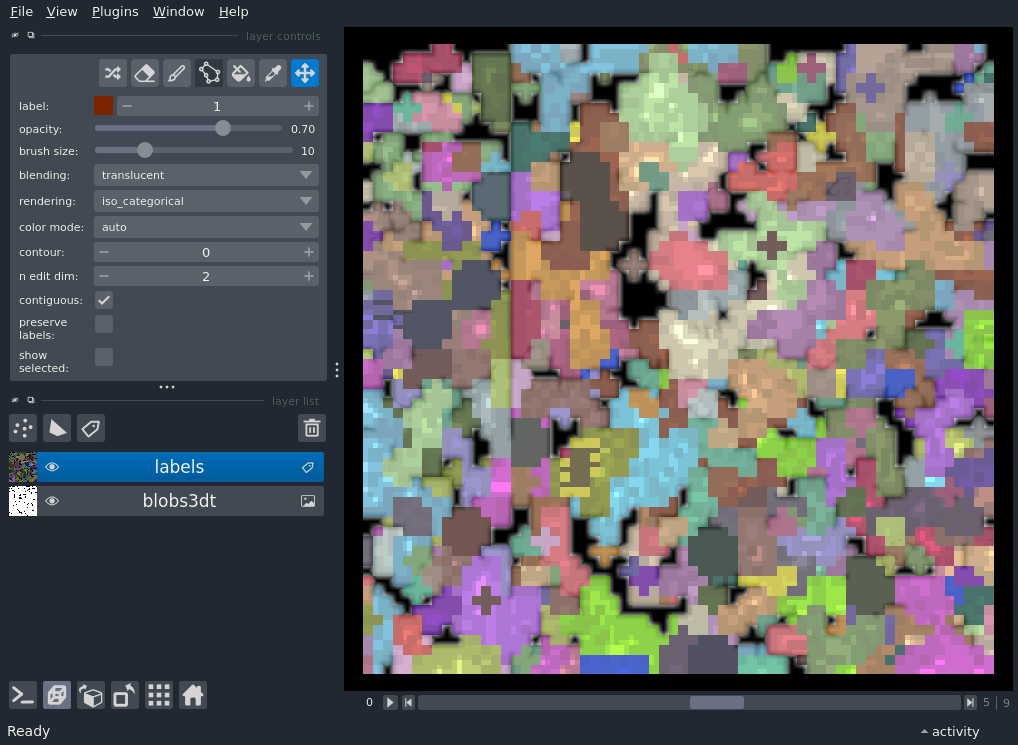 File View Plugins Window Help
layer controls
label: 1
opacity: 0.70
brush size: 10
blending: translucent
rendering: iso_categorical
color mode: auto
contour: 0
n edit dim: 2
contiguous:
preserve
labels:
show
selected:
layer list
labels
blobs3dt
0 5 | 9
Ready activity